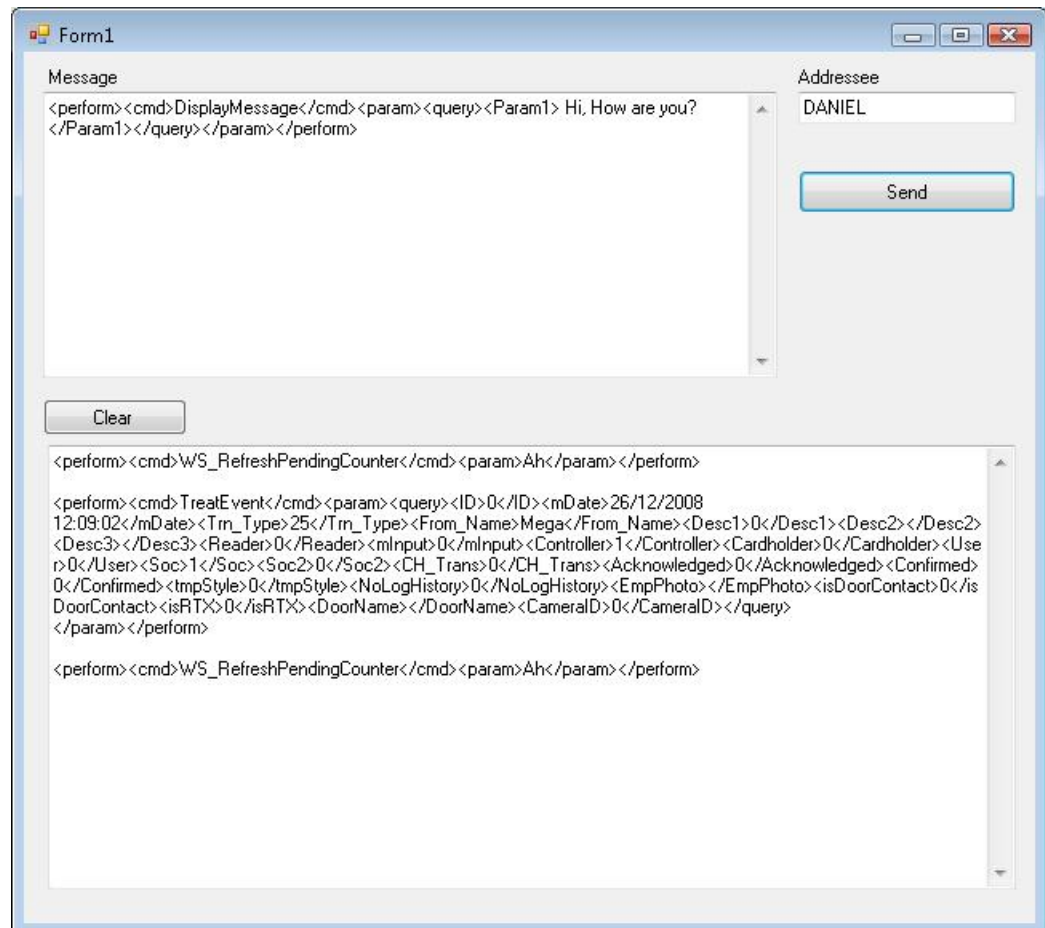 Form1
Message
Addressee
<perform><cmd>DisplayMessage</cmd><param><query><Param1> Hi, How are you?
</Param1></query></param></perform>
DANIEL
Send
Clear
<perform><cmd>WS_RefreshPendingCounter</cmd><param>Ah</param></perform>
<perform><cmd>TreatEvent</cmd><param><query><ID>0</ID><mDate>26/12/2008
12:09:02</mDate><Trn_Type>25</Trn_Type><From_Name>Mega</From_Name><Desc1>0</Desc1><Desc2></Desc2>
<Desc3></Desc3><Reader>0</Reader><mInput>0</mInput><Controller>1</Controller><Cardholder>0</Cardholder><Use
r>0</User><Soc>1</Soc><Soc2>0</Soc2><CH_Trans>0</CH_Trans><Acknowledged>0</Acknowledged><Confirmed>
0</Confirmed><tmpStyle>0</tmpStyle><NoLogHistory>0</NoLogHistory><EmpPhoto></EmpPhoto><isDoorContact>0</is
DoorContact><isRTX>0</isRTX><DoorName></DoorName><CameraID>0</CameraID></query>
</param></perform>
<perform><cmd>WS_RefreshPendingCounter</cmd><param>Ah</param></perform>